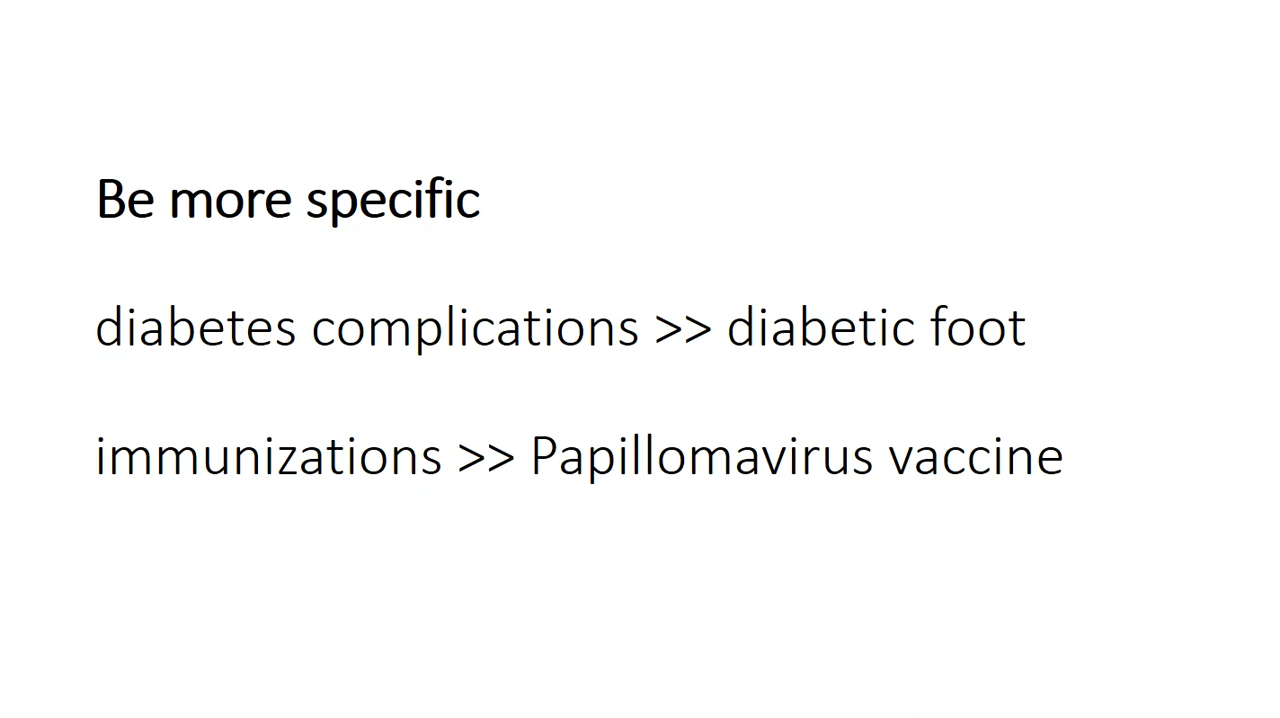 Be more specific
diabetes complications >> diabetic foot
immunizations >> Papillomavirus vaccine